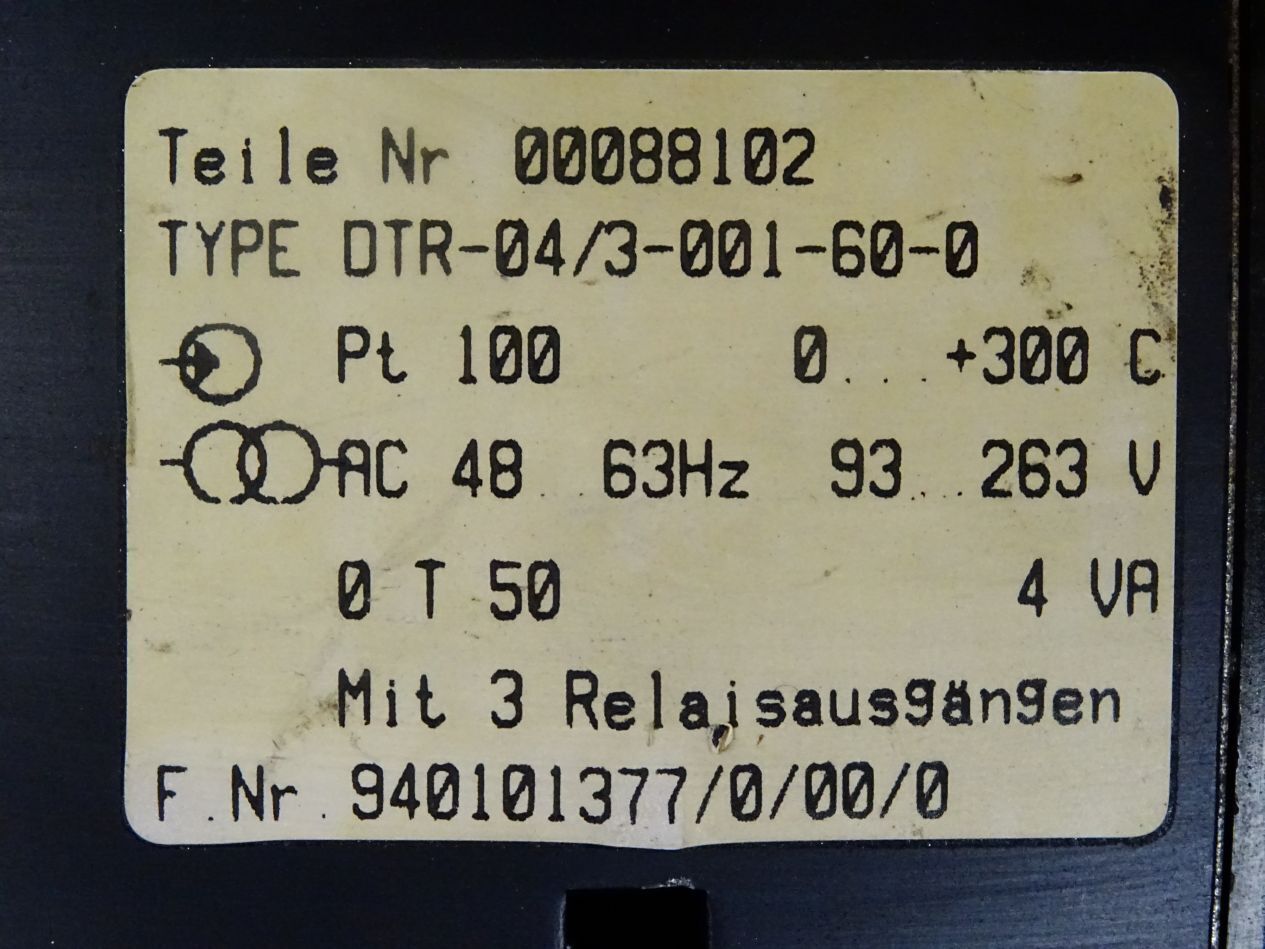 Teile Nr 00088102
TYPE DTR-04/3-001-60-0
Pt 100 0...+300 C
AC 48..63Hz 93...263 V
0 T 50 4 VA
Mit 3 Relaisausgängen
F.Nr.940101377/0/00/0